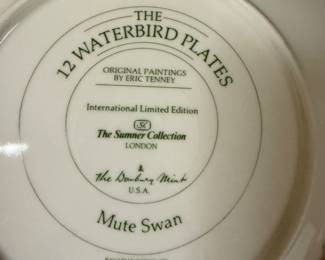 THE
12 WATERBIRD PLATES
ORIGINAL PAINTINGS
BY ERIC TENNEY
International Limited Edition
SC
The Sumner Collection
LONDON
&
The Danbury Mint
U.S.A.
Mute Swan